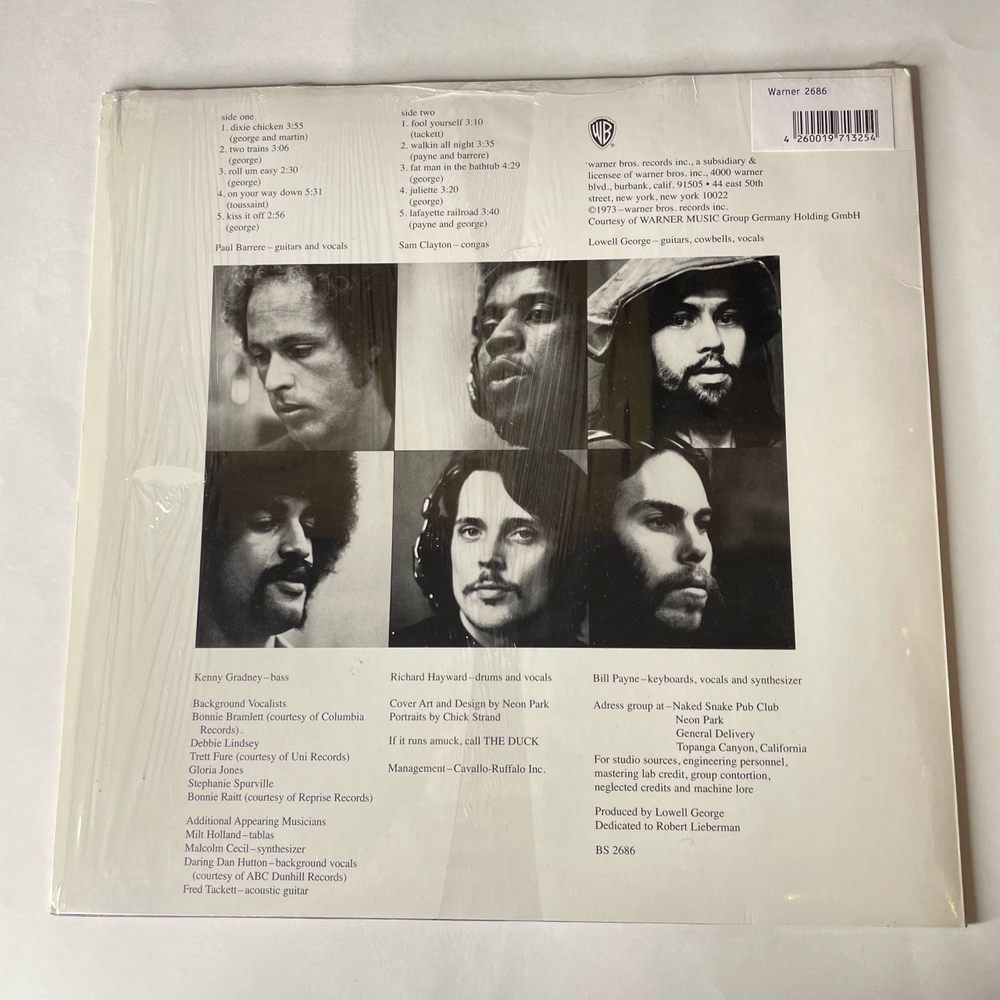 side one
1. dixie chicken 3:55
(george and martin)
2. two trains 3:06
(george)
3. roll um easy 2:30
(george)
4. on your way down 5:31
(toussaint)
5. kiss it off 2:56
(george)
side two
1. fool yourself 3:10
(tackett)
2. walkin all night 3:35
(payne and barrere)
3. fat man in the bathtub 4:29
(george)
4. juliette 3:20
(george)
5. lafayette railroad 3:40
(payne and george)
WB
®
warner bros. records inc., a subsidiary &
licensee of warner bros. inc., 4000 warner
blvd., burbank, calif. 91505 • 44 east 50th
street, new york, new york 10022
©1973–warner bros. records inc.
Courtesy of WARNER MUSIC Group Germany Holding GmbH
Warner 2686
4 260019 713254
Paul Barrere–guitars and vocals
Sam Clayton–congas
Lowell George–guitars, cowbells, vocals
Kenny Gradney–bass
Richard Hayward–drums and vocals
Bill Payne–keyboards, vocals and synthesizer
Background Vocalists
Bonnie Bramlett (courtesy of Columbia
Records).
Debbie Lindsey
Trett Fure (courtesy of Uni Records)
Gloria Jones
Stephanie Spurville
Bonnie Raitt (courtesy of Reprise Records)
Additional Appearing Musicians
Milt Holland–tablas
Malcolm Cecil–synthesizer
Daring Dan Hutton–background vocals
(courtesy of ABC Dunhill Records)
Fred Tackett–acoustic guitar
Cover Art and Design by Neon Park
Portraits by Chick Strand
If it runs amuck, call THE DUCK
Management–Cavallo-Ruffalo Inc.
Adress group at–Naked Snake Pub Club
Neon Park
General Delivery
Topanga Canyon, California
For studio sources, engineering personnel,
mastering lab credit, group contortion,
neglected credits and machine lore
Produced by Lowell George
Dedicated to Robert Lieberman
BS 2686